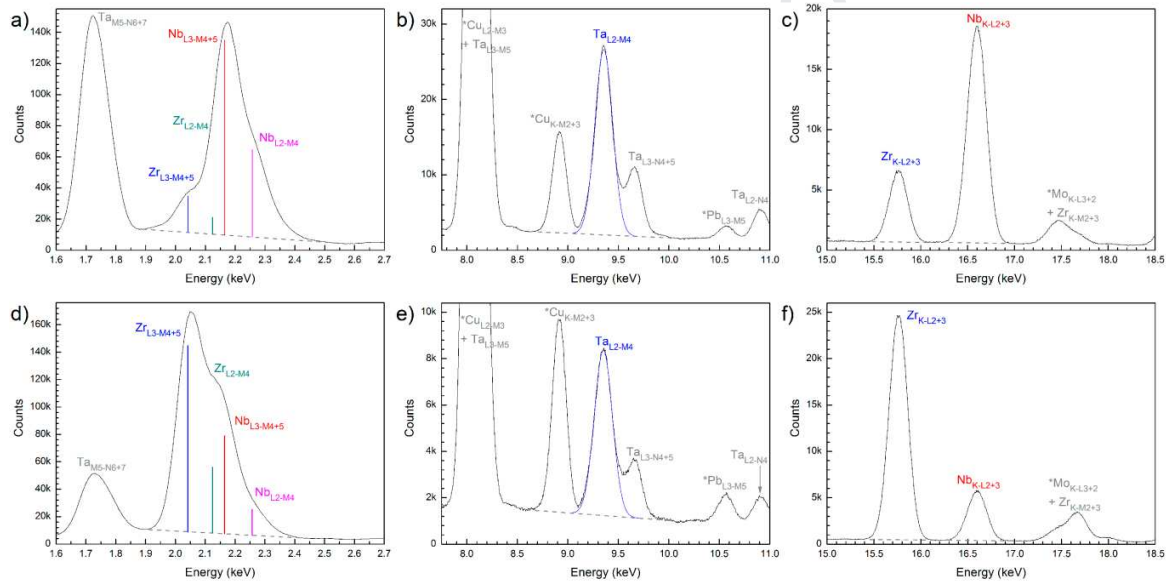 a)
Ta M5-N6+7
Nb L3-M4+5
Zr L2-M4
Nb L2-M4
Zr L3-M4+5
Counts
140k
120k
100k
80k
60k
40k
20k
0
1.6 1.7 1.8 1.9 2.0 2.1 2.2 2.3 2.4 2.5 2.6 2.7
Energy (keV)
b)
*Cu L2-M3
+ Ta L3-M5
Ta L2-M4
*Cu K-M2+3
Ta L3-N4+5
Ta L2-N4
*Pb L3-M5
Counts
30k
20k
10k
0
8.0 8.5 9.0 9.5 10.0 10.5 11.0
Energy (keV)
c)
Nb K-L2+3
Zr K-L2+3
*Mo K-L3+2
+ Zr K-M2+3
Counts
20k
15k
10k
5k
0
15.0 15.5 16.0 16.5 17.0 17.5 18.0 18.5
Energy (keV)
d)
Zr L3-M4+5
Zr L2-M4
Nb L3-M4+5
Ta M5-N6+7
Nb L2-M4
Counts
160k
140k
120k
100k
80k
60k
40k
20k
0
1.6 1.7 1.8 1.9 2.0 2.1 2.2 2.3 2.4 2.5 2.6 2.7
Energy (keV)
e)
*Cu L2-M3
+ Ta L3-M5
*Cu K-M2+3
Ta L2-M4
Ta L3-N4+5
Ta L2-N4
*Pb L3-M5
Counts
10k
8k
6k
4k
2k
0
8.0 8.5 9.0 9.5 10.0 10.5 11.0
Energy (keV)
f)
Zr K-L2+3
Nb K-L2+3
*Mo K-L3+2
+ Zr K-M2+3
Counts
25k
20k
15k
10k
5k
0
15.0 15.5 16.0 16.5 17.0 17.5 18.0 18.5
Energy (keV)